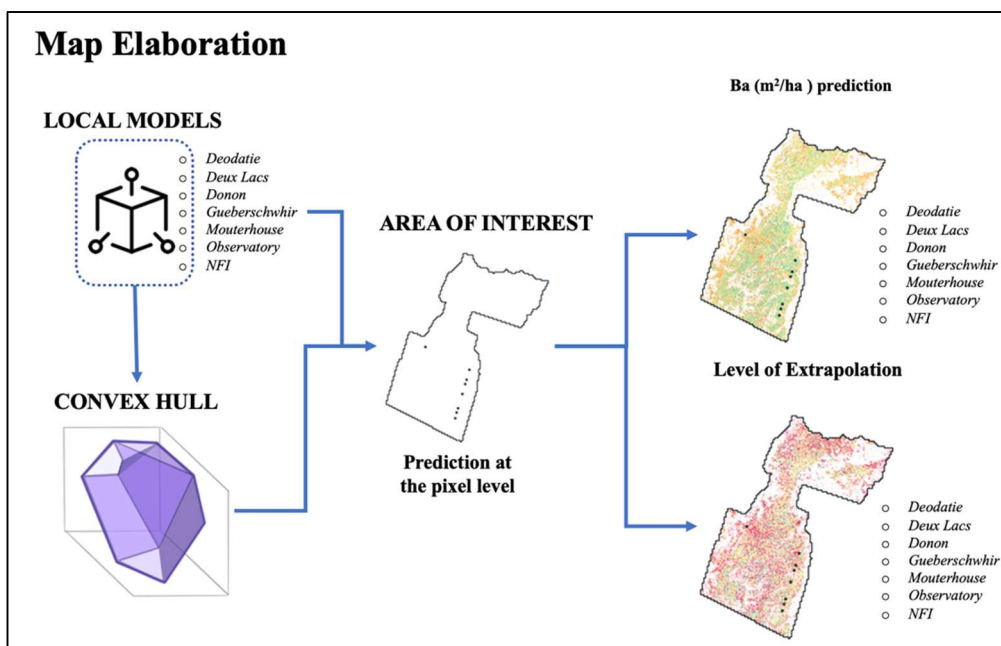 Map Elaboration
LOCAL MODELS
Deodatie
Deux Lacs
Donon
Gueberschwhir
Mouterhouse
Observatory
NFI
CONVEX HULL
AREA OF INTEREST
Prediction at
the pixel level
Ba (m²/ha ) prediction
Deodatie
Deux Lacs
Donon
Gueberschwhir
Mouterhouse
Observatory
NFI
Level of Extrapolation
Deodatie
Deux Lacs
Donon
Gueberschwhir
Mouterhouse
Observatory
NFI